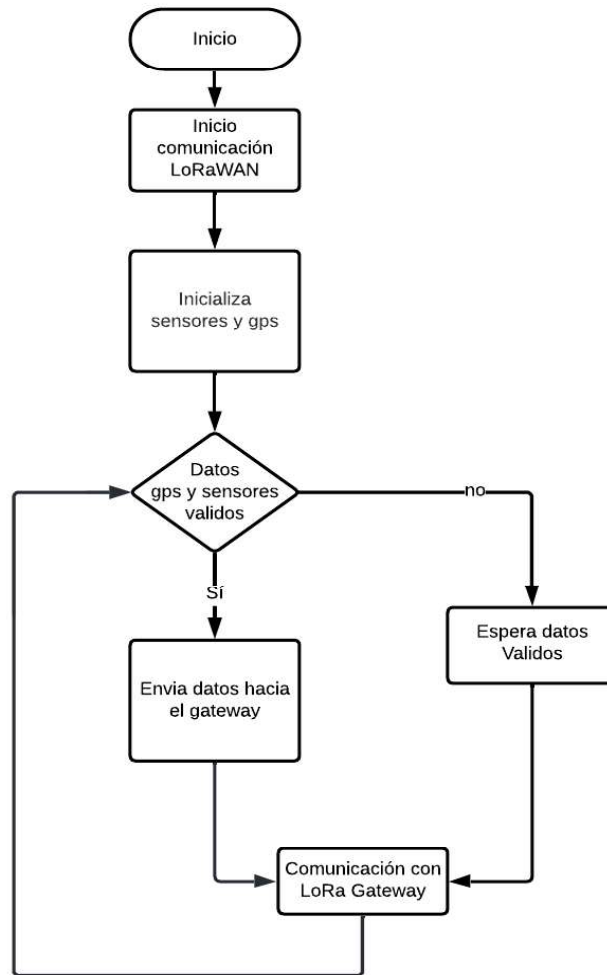 Inicio
Inicio
comunicación
LoRaWAN
Inicializa
sensores y gps
Datos
gps y sensores
validos
no
Sí
Espera datos
Validos
Envia datos hacia
el gateway
Comunicación con
LoRa Gateway